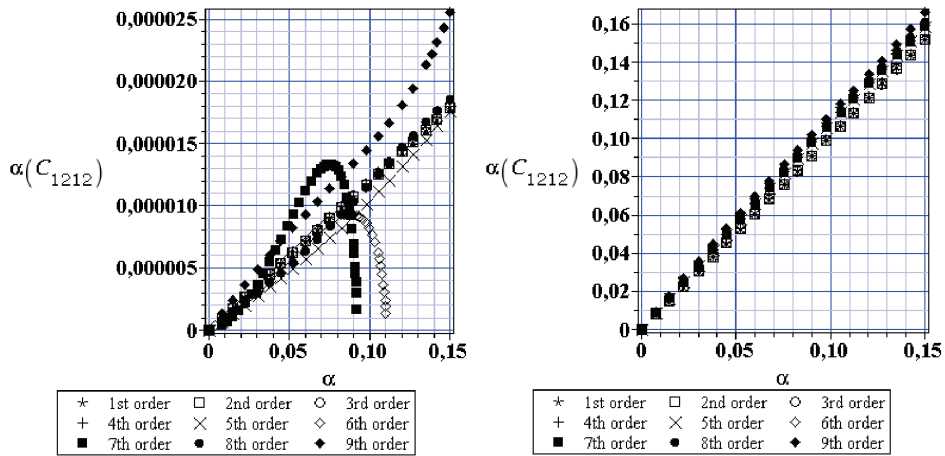 0,000025
0,000020
0,000015
α(C1212)
0,000010
0,000005
0
0 0,05 0,10 0,15
α
1st order 2nd order 3rd order
4th order 5th order 6th order
7th order 8th order 9th order
0,16
0,14
0,12
0,10
α(C1212)
0,08
0,06
0,04
0,02
0
0 0,05 0,10 0,15
α
1st order 2nd order 3rd order
4th order 5th order 6th order
7th order 8th order 9th order